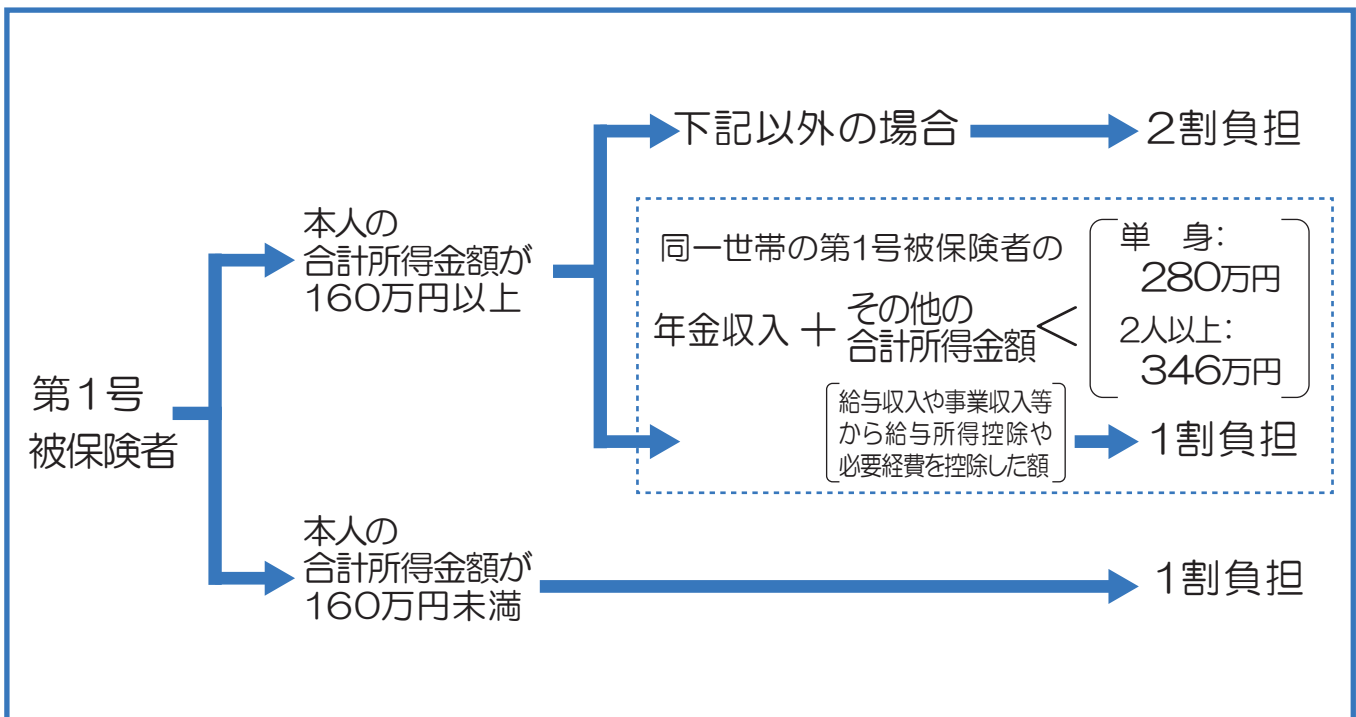 第1号
被保険者
本人の
合計所得金額が
160万円以上
下記以外の場合
2割負担
同一世帯の第1号被保険者の
年金収入＋その他の
合計所得金額＜
単　身：
280万円
2人以上：
346万円
給与収入や事業収入等
から給与所得控除や
必要経費を控除した額
1割負担
本人の
合計所得金額が
160万円未満
1割負担